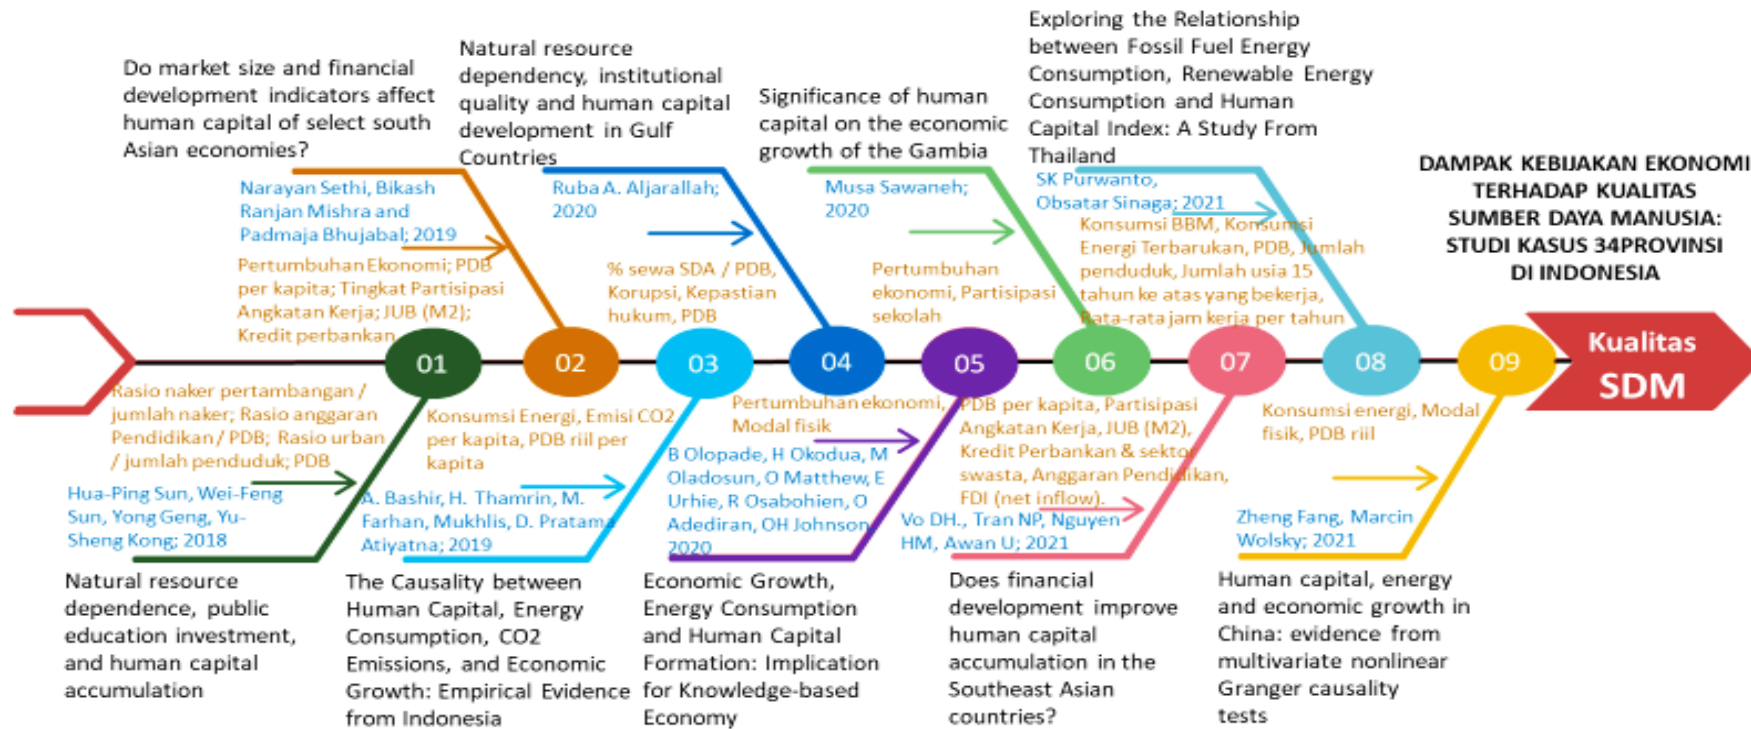 Do market size and financial
development indicators affect
human capital of select south
Asian economies?
Narayan Sethi, Bikash
Ranjan Mishra and
Padmaja Bhujabal; 2019
Pertumbuhan Ekonomi; PDB
per kapita; Tingkat Partisipasi
Angkatan Kerja; JUB (M2);
Kredit perbankan
Natural resource
dependency, institutional
quality and human capital
development in Gulf
Countries
Ruba A. Aljarallah;
2020
% sewa SDA / PDB,
Korupsi, Kepastian
hukum, PDB
Significance of human
capital on the economic
growth of the Gambia
Musa Sawaneh;
2020
Pertumbuhan
ekonomi, Partisipasi
sekolah
Exploring the Relationship
between Fossil Fuel Energy
Consumption, Renewable Energy
Consumption and Human
Capital Index: A Study From
Thailand
SK Purwanto,
Obsatar Sinaga; 2021
Konsumsi BBM, Konsumsi
Energi Terbarukan, PDB, Jumlah
penduduk, Jumlah usia 15
tahun ke atas yang bekerja,
Rata-rata jam kerja per tahun
DAMPAK KEBIJAKAN EKONOMI
TERHADAP KUALITAS
SUMBER DAYA MANUSIA:
STUDI KASUS 34PROVINSI
DI INDONESIA
01
02
03
04
05
06
07
08
09
Kualitas
SDM
Rasio naker pertambangan /
jumlah naker; Rasio anggaran
Pendidikan / PDB; Rasio urban
/ jumlah penduduk; PDB
Hua-Ping Sun, Wei-Feng
Sun, Yong Geng, Yu-
Sheng Kong; 2018
Natural resource
dependence, public
education investment,
and human capital
accumulation
Konsumsi Energi, Emisi CO2
per kapita, PDB riil per
kapita
A. Bashir, H. Thamrin, M.
Farhan, Mukhlis, D. Pratama
Atiyatna; 2019
The Causality between
Human Capital, Energy
Consumption, CO2
Emissions, and Economic
Growth: Empirical Evidence
from Indonesia
Pertumbuhan ekonomi,
Modal fisik
B Olopade, H Okodua, M
Oladosun, O Matthew, E
Urhie, R Osabohien, O
Adediran, OH Johnson
2020
Economic Growth,
Energy Consumption
and Human Capital
Formation: Implication
for Knowledge-based
Economy
PDB per kapita, Partisipasi
Angkatan Kerja, JUB (M2),
Kredit Perbankan & sektor
swasta, Anggaran Pendidikan,
FDI (net inflow).
Vo DH., Tran NP, Nguyen
HM, Awan U; 2021
Does financial
development improve
human capital
accumulation in the
Southeast Asian
countries?
Konsumsi energi, Modal
fisik, PDB riil
Zheng Fang, Marcin
Wolsky; 2021
Human capital, energy
and economic growth in
China: evidence from
multivariate nonlinear
Granger causality
tests